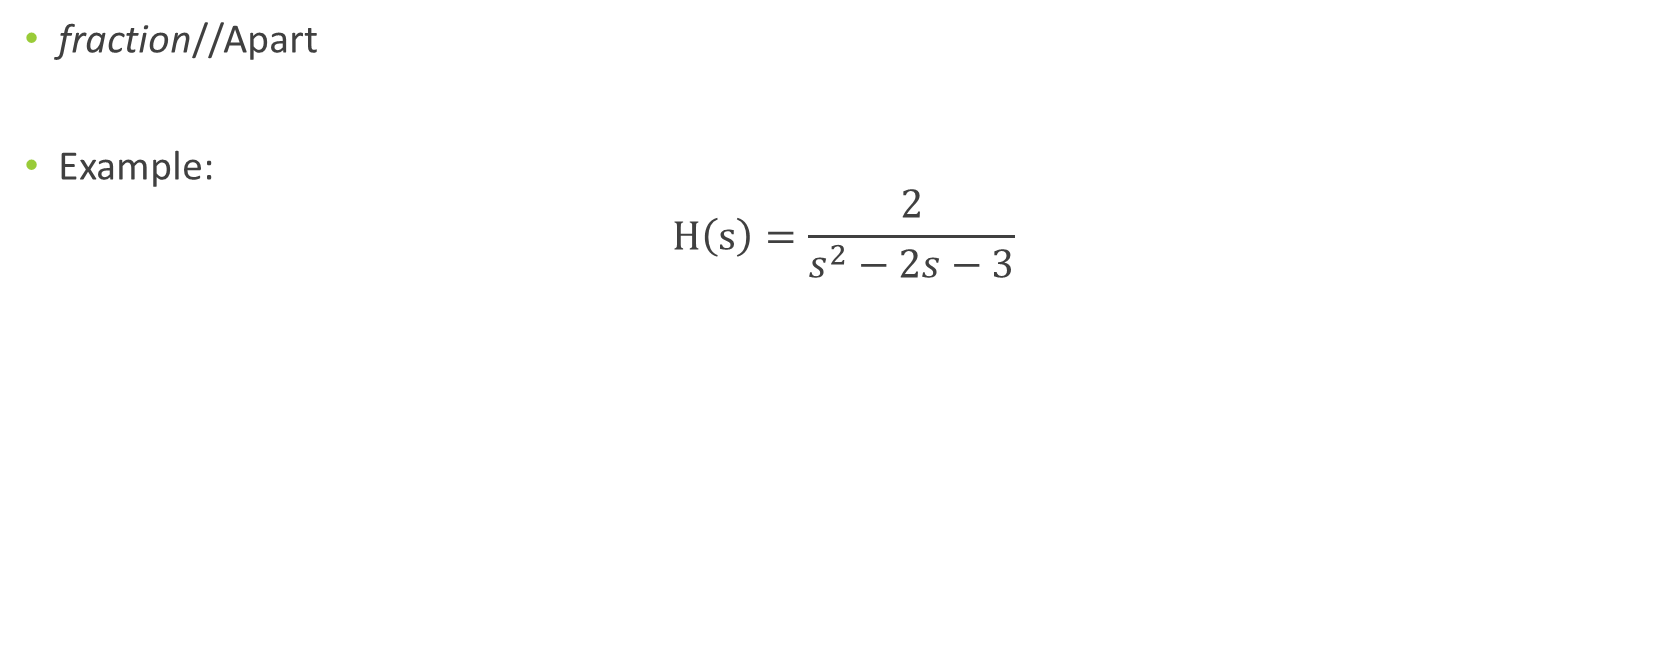 • fraction//Apart
• Example:
H(s) = 2 / (s² − 2s − 3)